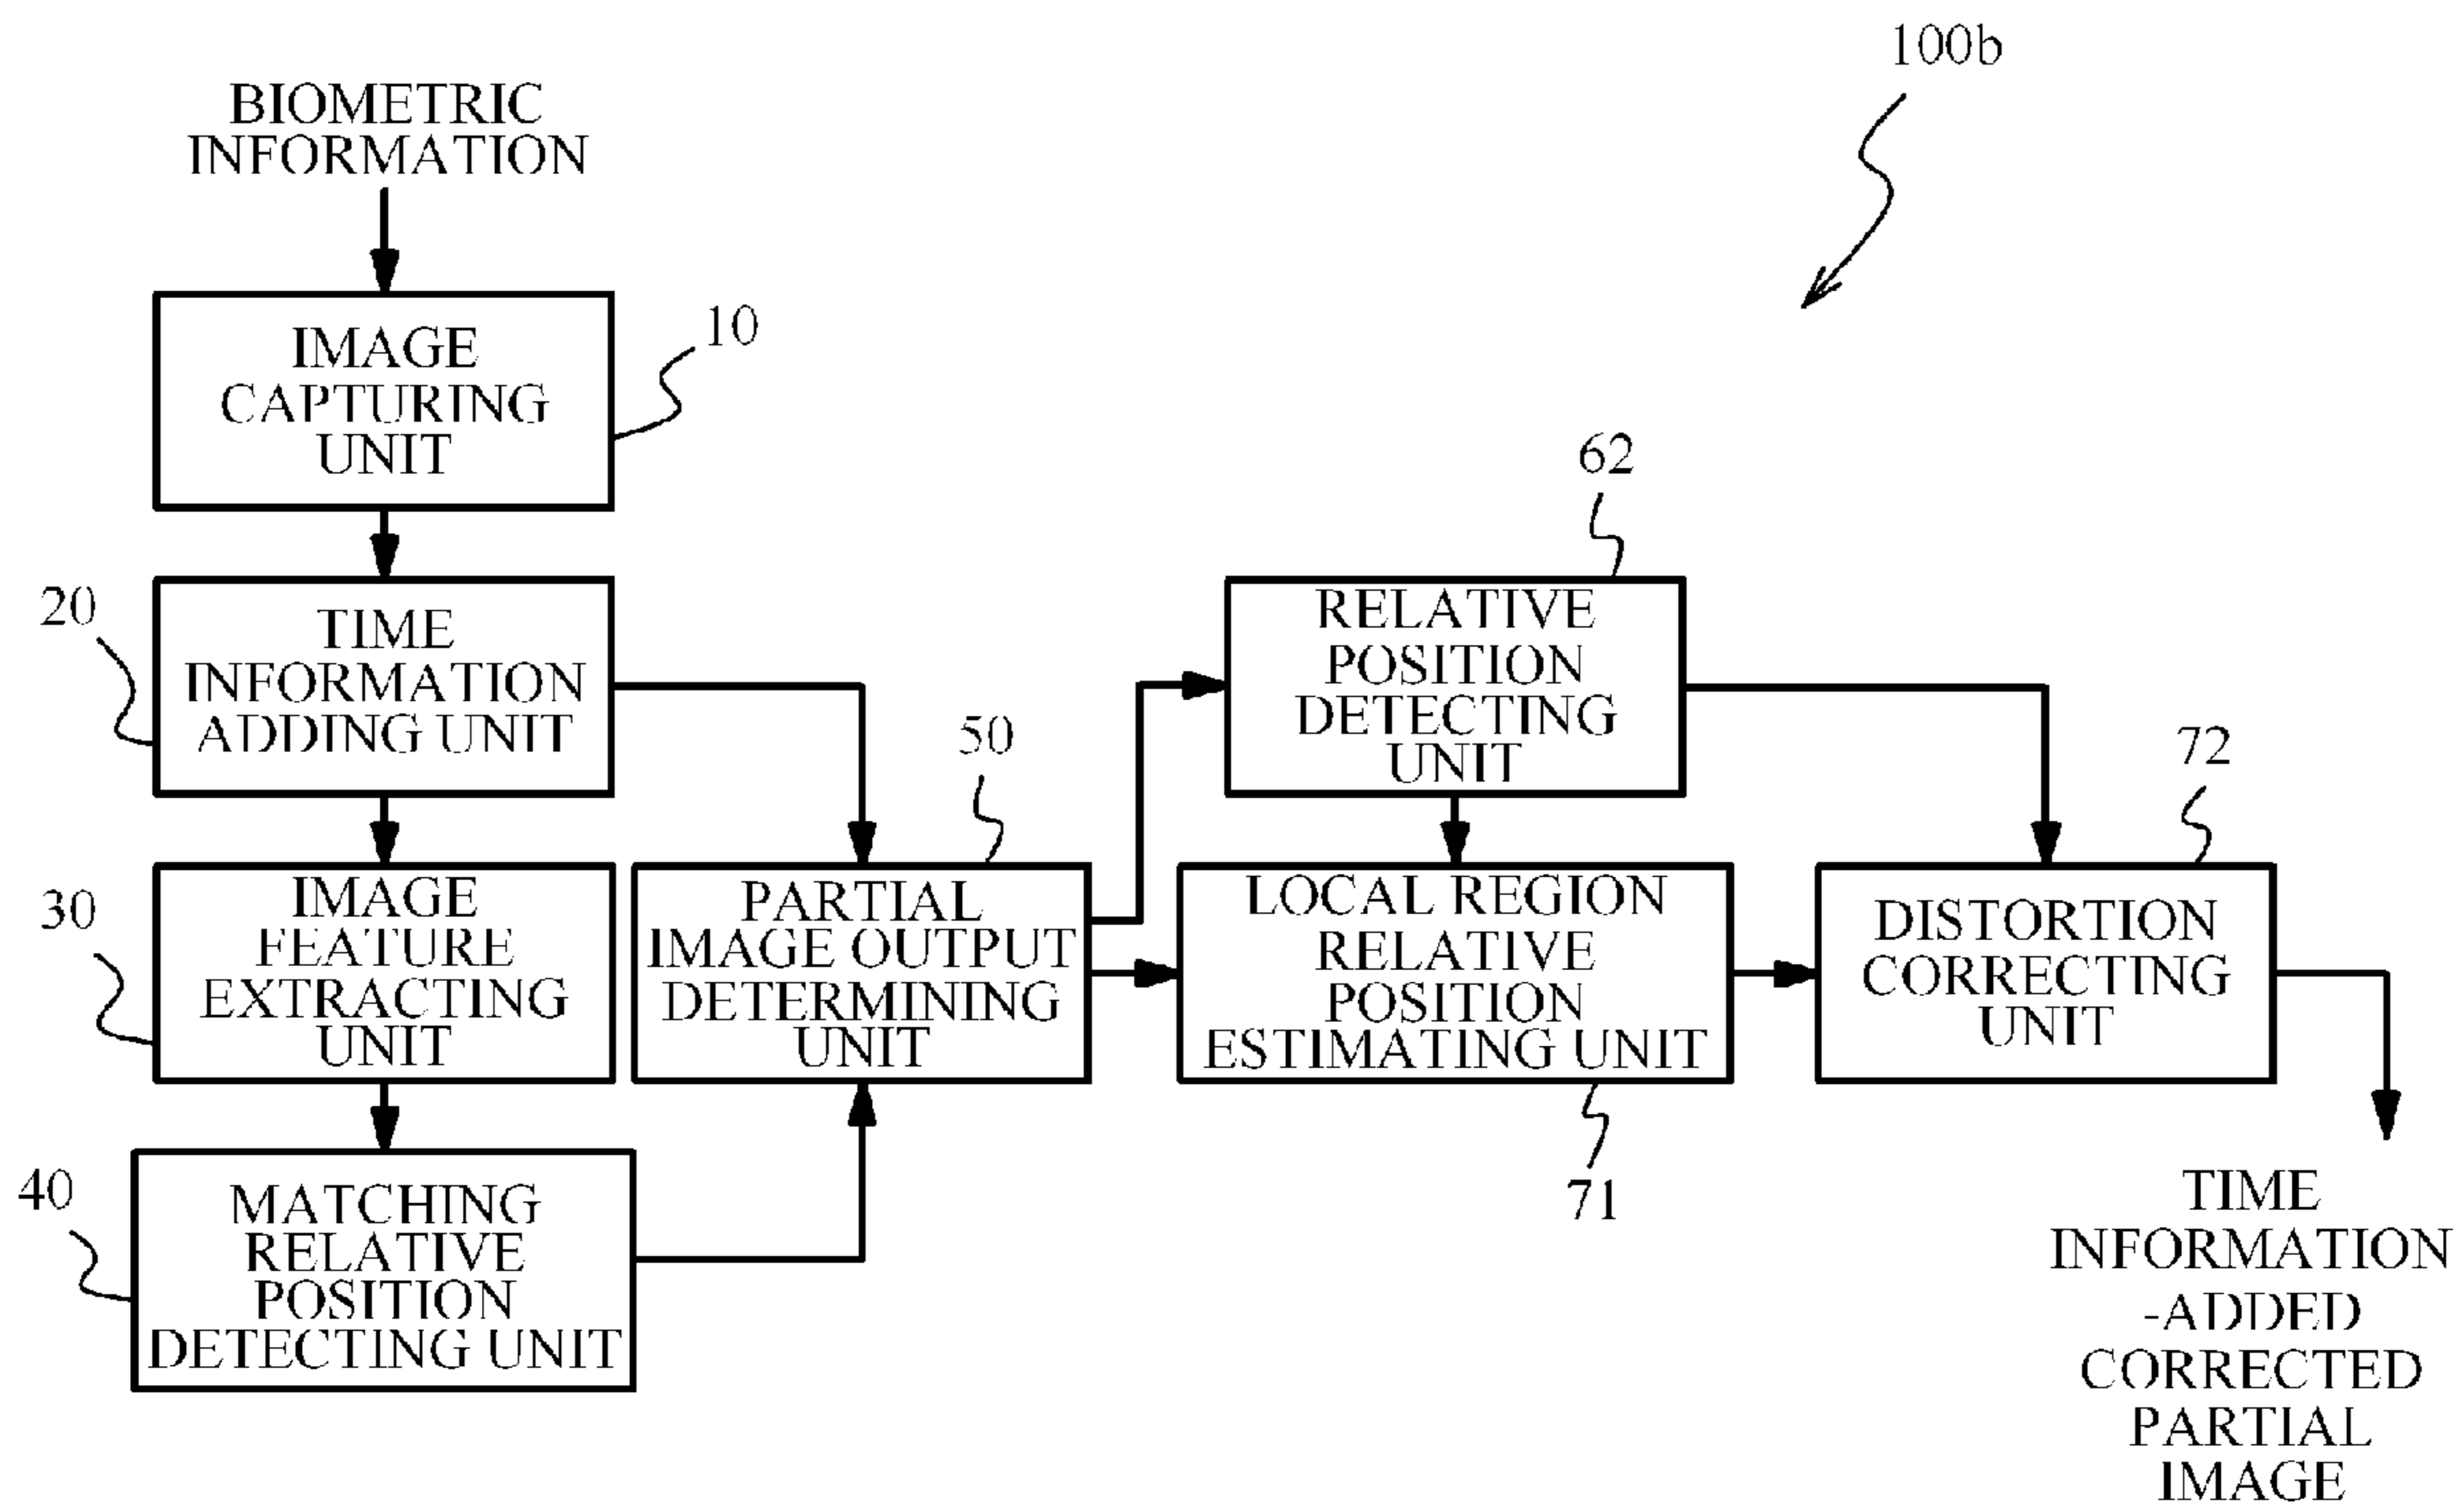 100b
BIOMETRIC
INFORMATION
IMAGE
CAPTURING
UNIT
10
20
TIME
INFORMATION
ADDING UNIT
30
IMAGE
FEATURE
EXTRACTING
UNIT
40
MATCHING
RELATIVE
POSITION
DETECTING UNIT
50
PARTIAL
IMAGE OUTPUT
DETERMINING
UNIT
62
RELATIVE
POSITION
DETECTING
UNIT
LOCAL REGION
RELATIVE
POSITION
ESTIMATING UNIT
71
72
DISTORTION
CORRECTING
UNIT
TIME
INFORMATION
-ADDED
CORRECTED
PARTIAL
IMAGE